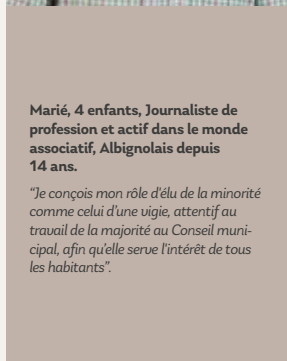 Marié, 4 enfants, Journaliste de
profession et actif dans le monde
associatif, Albignolais depuis
14 ans.
“Je conçois mon rôle d'élu de la minorité
comme celui d’une vigie, attentif au
travail de la majorité au Conseil muni-
cipal, afin qu’elle serve l'intérêt de tous
les habitants”.